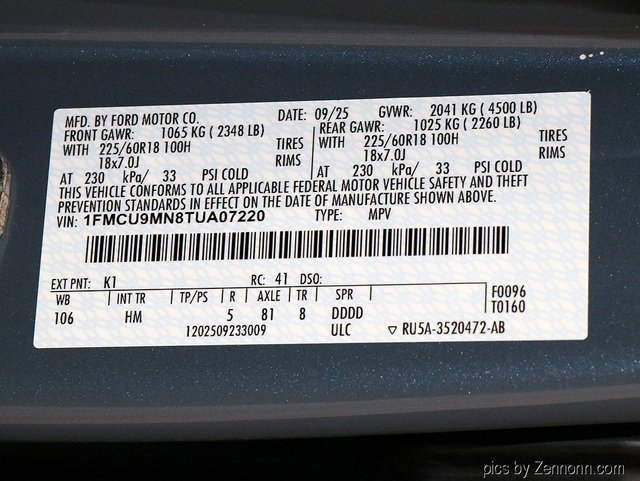 MFD. BY FORD MOTOR CO. DATE: 09/25 GVWR: 2041 KG ( 4500 LB)
FRONT GAWR: 1065 KG ( 2348 LB) REAR GAWR: 1025 KG ( 2260 LB)
WITH 225/60R18 100H TIRES WITH 225/60R18 100H TIRES
18x7.0J RIMS 18x7.0J RIMS
AT 230 kPa/ 33 PSI COLD AT 230 kPa/ 33 PSI COLD
THIS VEHICLE CONFORMS TO ALL APPLICABLE FEDERAL MOTOR VEHICLE SAFETY AND THEFT
PREVENTION STANDARDS IN EFFECT ON THE DATE OF MANUFACTURE SHOWN ABOVE.
VIN: 1FMCU9MN8TUA07220 TYPE: MPV
EXT PNT: K1 RC: 41 DSO:
WB INT TR TP/PS R AXLE TR SPR F0096
106 HM 5 81 8 DDDD T0160
1202509233009 ULC ▽ RU5A-3520472-AB
pics by Zennonn.com